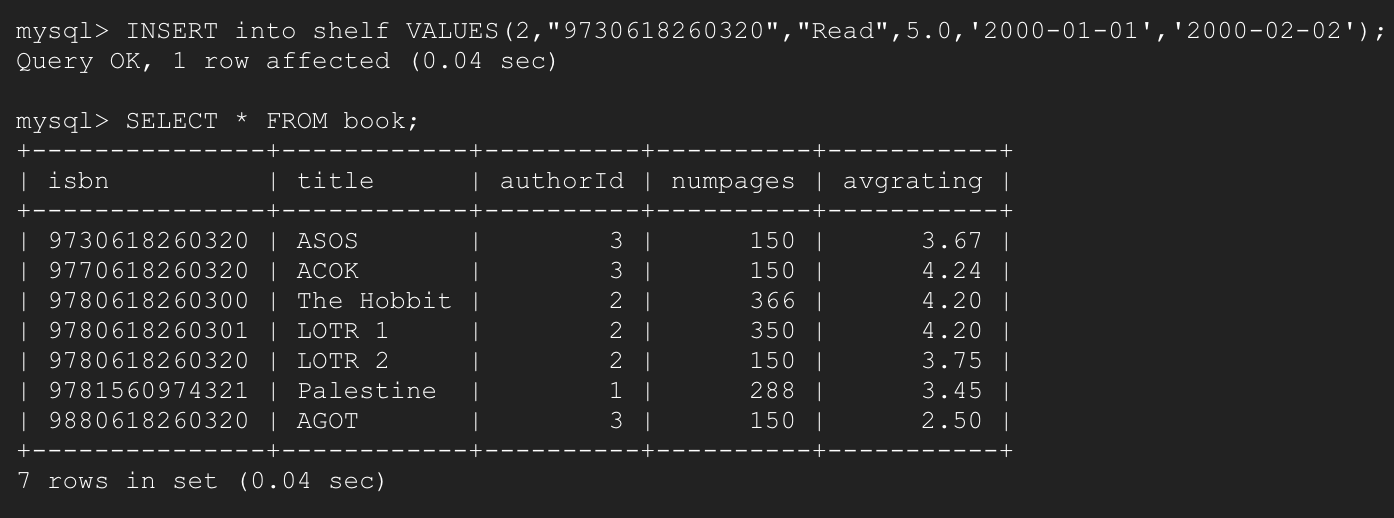 mysql> INSERT into shelf VALUES(2,"9730618260320","Read",5.0,'2000-01-01','2000-02-02');
Query OK, 1 row affected (0.04 sec)

mysql> SELECT * FROM book;
+---------------+------------+----------+----------+-----------+
| isbn          | title      | authorId | numpages | avgrating |
+---------------+------------+----------+----------+-----------+
| 9730618260320 | ASOS       |        3 |      150 |      3.67 |
| 9770618260320 | ACOK       |        3 |      150 |      4.24 |
| 9780618260300 | The Hobbit |        2 |      366 |      4.20 |
| 9780618260301 | LOTR 1     |        2 |      350 |      4.20 |
| 9780618260320 | LOTR 2     |        2 |      150 |      3.75 |
| 9781560974321 | Palestine  |        1 |      288 |      3.45 |
| 9880618260320 | AGOT       |        3 |      150 |      2.50 |
+---------------+------------+----------+----------+-----------+
7 rows in set (0.04 sec)